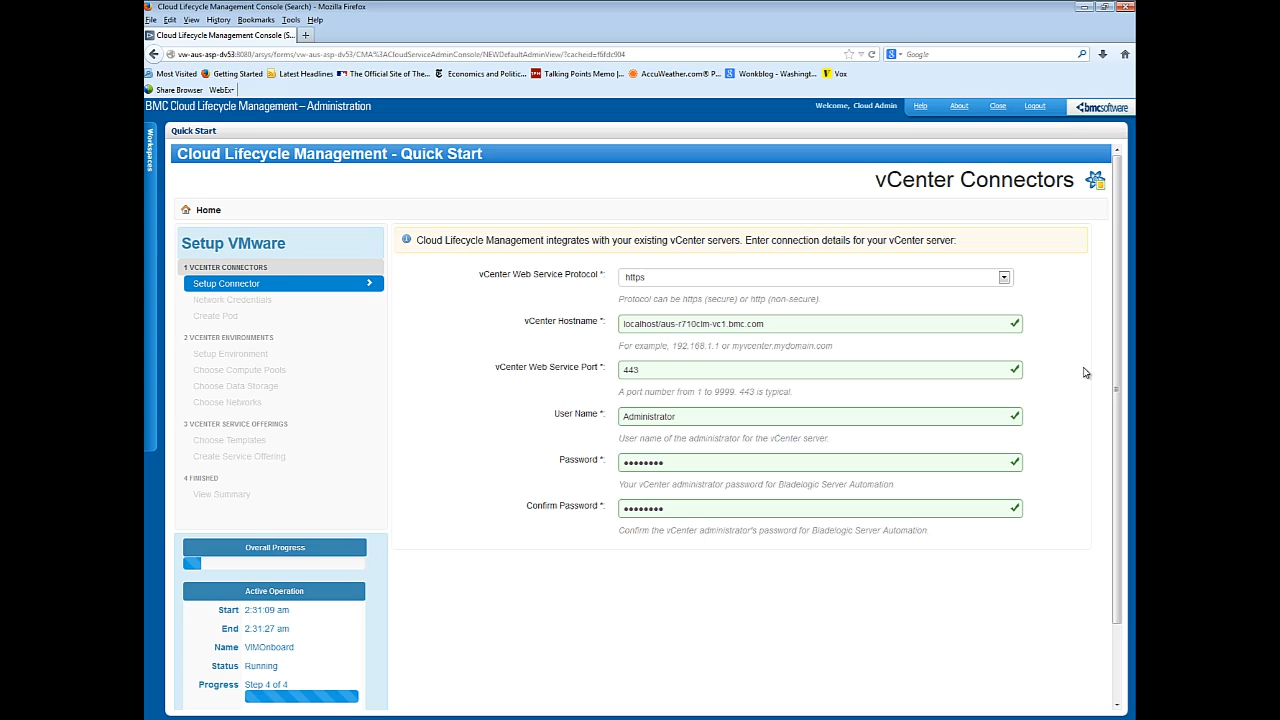 Cloud Lifecycle Management Console (Search) - Mozilla Firefox
File Edit View History Bookmarks Tools Help
Cloud Lifecycle Management Console (S...
vw-aus-asp-dv53:8080/arsys/forms/vw-aus-asp-dv53/CMA%3ACloudServiceAdminConsole/NEWDefaultAdminView/?cacheid=f6fdc904
Google
Most Visited Getting Started Latest Headlines The Official Site of The... Economics and Politic... Talking Points Memo |... AccuWeather.com® P... Wonkblog - Washingt... Vox
Share Browser WebEx
BMC Cloud Lifecycle Management—Administration
Welcome, Cloud Admin Help About Close Logout bmcsoftware
Workspaces
Quick Start
Cloud Lifecycle Management - Quick Start
vCenter Connectors
Home
Setup VMware
1 VCENTER CONNECTORS
Setup Connector
Network Credentials
Create Pod
2 VCENTER ENVIRONMENTS
Setup Environment
Choose Compute Pools
Choose Data Storage
Choose Networks
3 VCENTER SERVICE OFFERINGS
Choose Templates
Create Service Offering
4 FINISHED
View Summary
Overall Progress
Active Operation
Start 2:31:09 am
End 2:31:27 am
Name VIMOnboard
Status Running
Progress Step 4 of 4
Cloud Lifecycle Management integrates with your existing vCenter servers. Enter connection details for your vCenter server:
vCenter Web Service Protocol *: https
Protocol can be https (secure) or http (non-secure).
vCenter Hostname *: localhost/aus-r710clm-vc1.bmc.com
For example, 192.168.1.1 or myvcenter.mydomain.com
vCenter Web Service Port *: 443
A port number from 1 to 9999. 443 is typical.
User Name *: Administrator
User name of the administrator for the vCenter server.
Password *: ••••••••
Your vCenter administrator password for Bladelogic Server Automation
Confirm Password *: ••••••••
Confirm the vCenter administrator's password for Bladelogic Server Automation